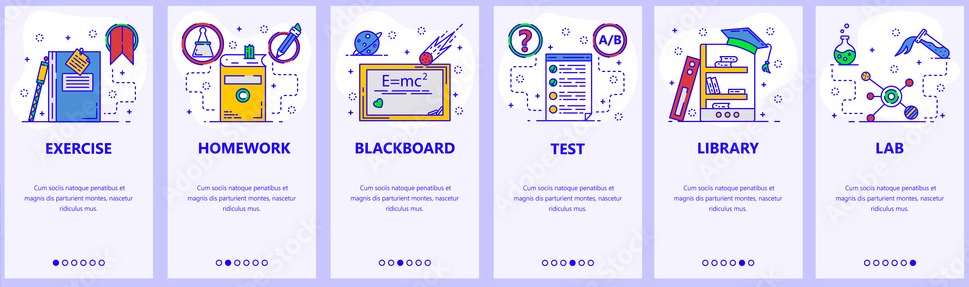 EXERCISE
Cum sociis natoque penatibus et
magnis dis parturient montes, nascetur
ridiculus mus.
HOMEWORK
Cum sociis natoque penatibus et
magnis dis parturient montes, nascetur
ridiculus mus.
E=mc²
BLACKBOARD
Cum sociis natoque penatibus et
magnis dis parturient montes, nascetur
ridiculus mus.
?
A/B
TEST
Cum sociis natoque penatibus et
magnis dis parturient montes, nascetur
ridiculus mus.
LIBRARY
Cum sociis natoque penatibus et
magnis dis parturient montes, nascetur
ridiculus mus.
LAB
Cum sociis natoque penatibus et
magnis dis parturient montes, nascetur
ridiculus mus.